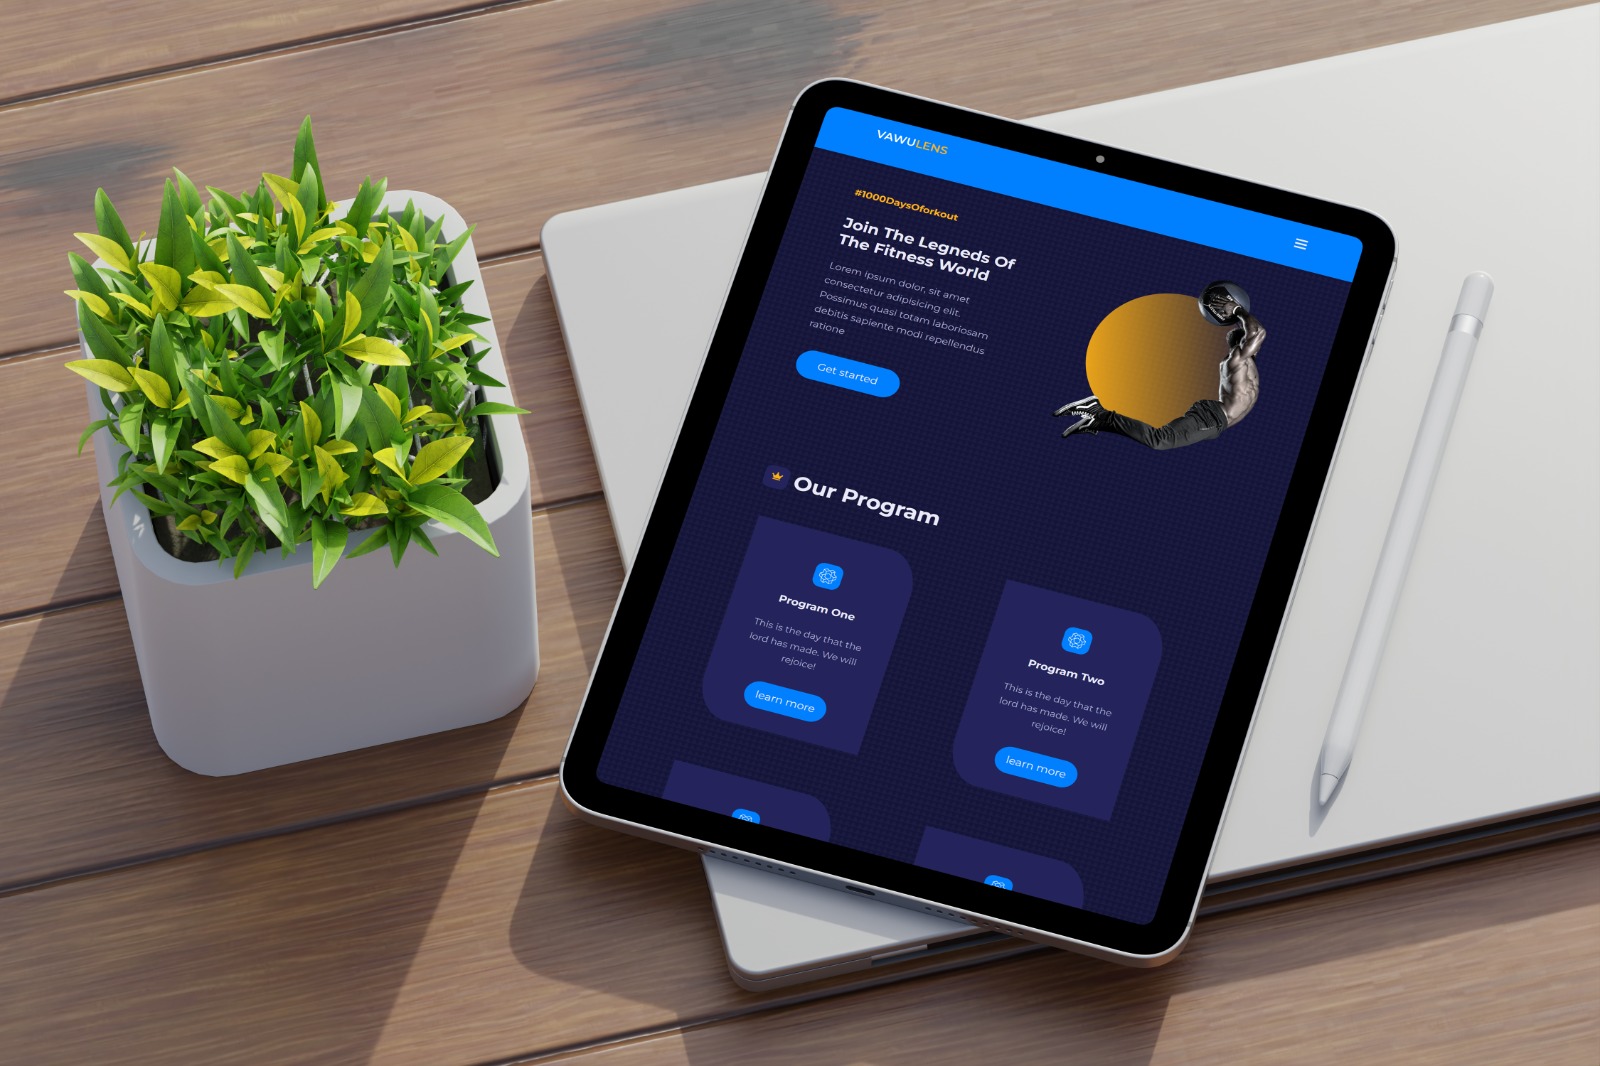 VAWULENS
#1000DaysOforkout
Join The Legneds Of
The Fitness World
Lorem ipsum dolor, sit amet
consectetur adipisicing elit.
Possimus quasi totam laboriosam
debitis sapiente modi repellendus
ratione
Get started
Our Program
Program One
This is the day that the
lord has made. We will
rejoice!
learn more
Program Two
This is the day that the
lord has made. We will
rejoice!
learn more